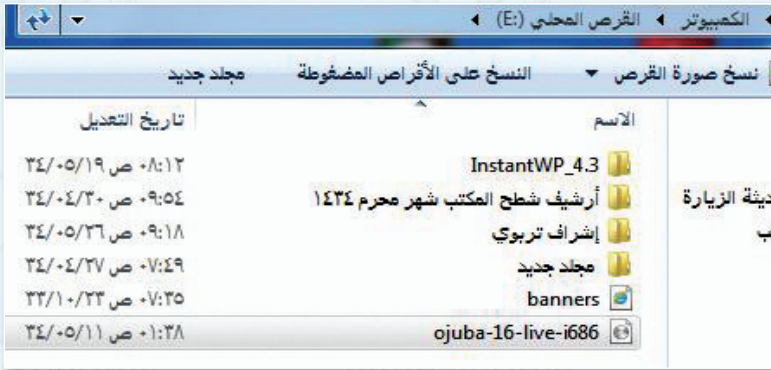 الكمبيوتر ◄ القرص المحلي (E:) ◄
نسخ صورة القرص ▼ النسخ على الأقراص المضغوطة مجلد جديد
الاسم تاريخ التعديل
InstantWP_4.3 ٠٨:١٢ ص ٣٤/٠٥/١٩
أرشيف شطح المكتب شهر محرم ١٤٣٤ ٠٩:٥٤ ص ٣٤/٠٤/٣٠
إشراف تربوي ٠٩:١٨ ص ٣٤/٠٥/٢٦
مجلد جديد ٠٧:٤٩ ص ٣٤/٠٤/٢٧
banners ٠٧:٣٥ ص ٣٣/١٠/٢٣
ojuba-16-live-i686 ٠١:٣٨ ص ٣٤/٠٥/١١
ديثة الزيارة
ب